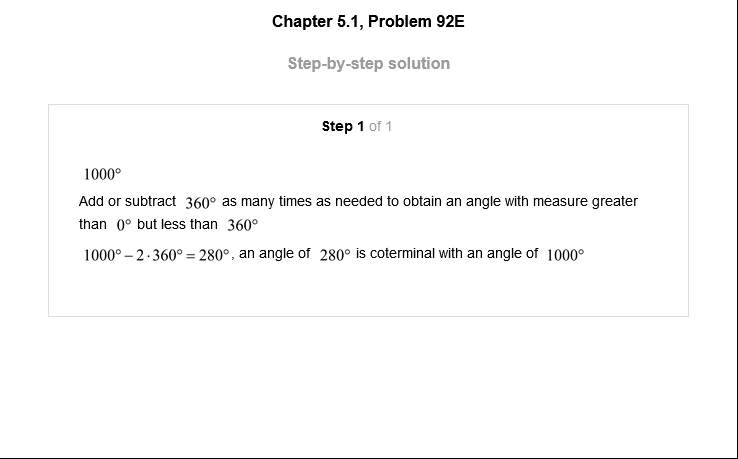 Chapter 5.1, Problem 92E
Step-by-step solution
Step 1 of 1
1000°
Add or subtract 360° as many times as needed to obtain an angle with measure greater
than 0° but less than 360°
1000° – 2 · 360° = 280°, an angle of 280° is coterminal with an angle of 1000°